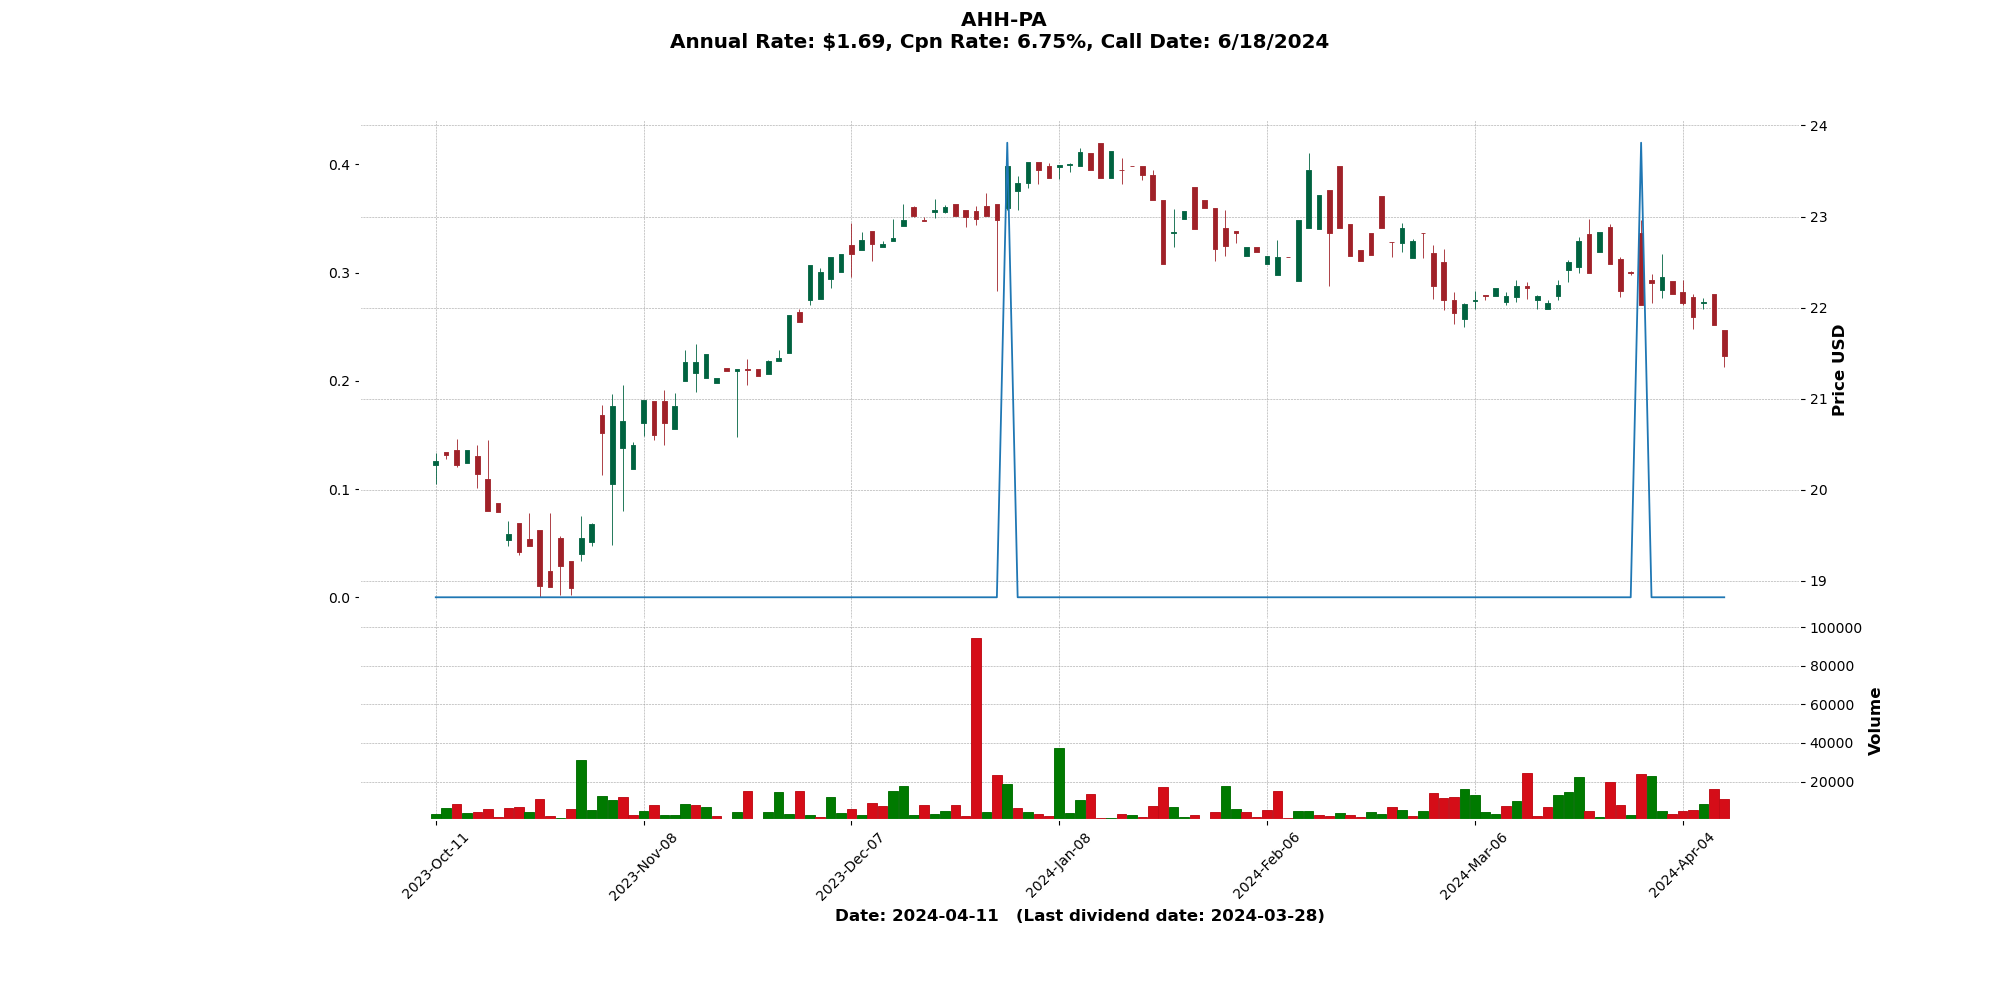 AHH-PA
Annual Rate: $1.69, Cpn Rate: 6.75%, Call Date: 6/18/2024
0.4
0.3
0.2
0.1
0.0
24
23
22
21
20
19
Price USD
100000
80000
60000
40000
20000
Volume
2023-Oct-11
2023-Nov-08
2023-Dec-07
2024-Jan-08
2024-Feb-06
2024-Mar-06
2024-Apr-04
Date: 2024-04-11 (Last dividend date: 2024-03-28)